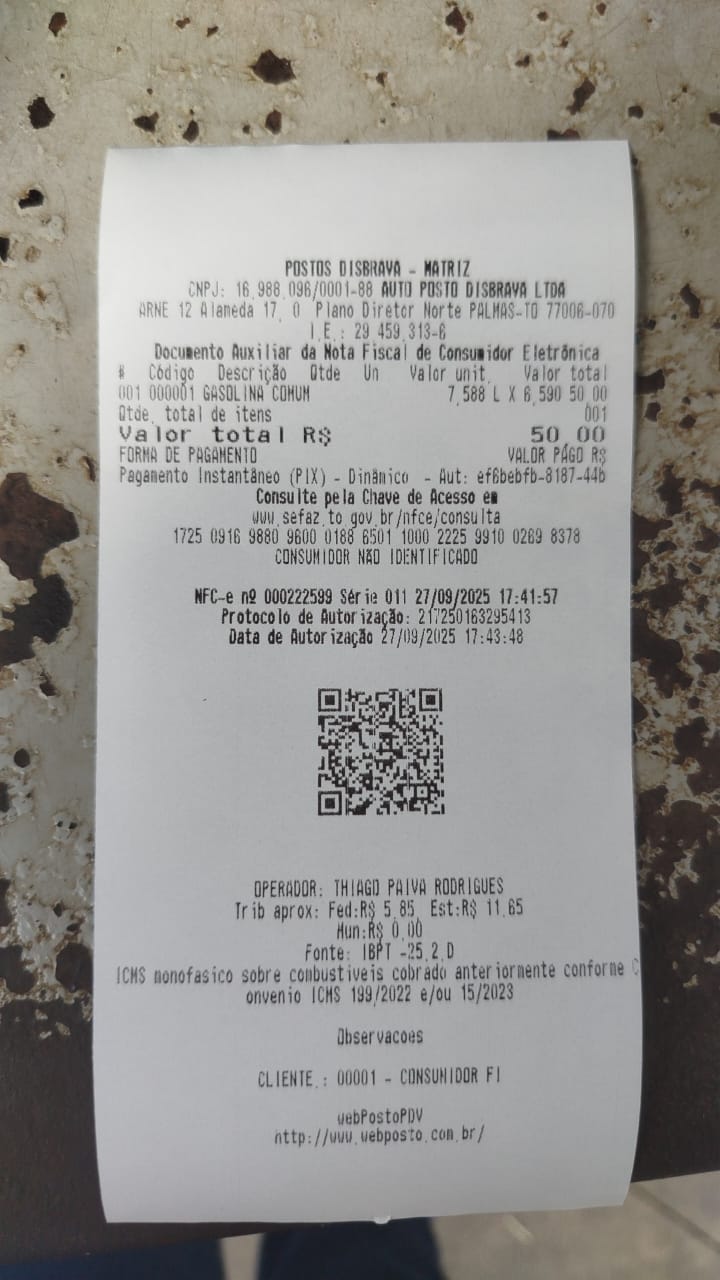 POSTOS DISBRAVA - MATRIZ
CNPJ: 16.988.096/0001-88 AUTO POSTO DISBRAVA LTDA
ARNE 12 Alameda 17, 0 Plano Diretor Norte PALMAS-TO 77006-070
I.E.: 29.459.313-6
Documento Auxiliar da Nota Fiscal de Consumidor Eletrônica
# Código Descrição Qtde Un Valor unit. Valor total
001 000001 GASOLINA COMUM 7,588 L X 6,590 50,00
Qtde. total de itens 001
Valor total R$ 50,00
FORMA DE PAGAMENTO VALOR PAGO R$
Pagamento Instantâneo (PIX) - Dinâmico - Aut: ef6bebfb-8187-44b
Consulte pela Chave de Acesso em
www.sefaz.to.gov.br/nfce/consulta
1725 0916 9880 9600 0188 6501 1000 2225 9910 0269 8378
CONSUMIDOR NÃO IDENTIFICADO
NFC-e nº 000222599 Série 011 27/09/2025 17:41:57
Protocolo de Autorização: 217250163295413
Data de Autorização 27/09/2025 17:43:48
OPERADOR: THIAGO PAIVA RODRIGUES
Trib aprox: Fed:R$ 5,85, Est:R$ 11,65
Mun:R$ 0,00
Fonte: IBPT -25.2.D
ICMS monofasico sobre combustiveis cobrado anteriormente conforme C
onvenio ICMS 199/2022 e/ou 15/2023
Observacoes
CLIENTE.: 00001 - CONSUMIDOR FI
webPostoPDV
http://www.webposto.com.br/